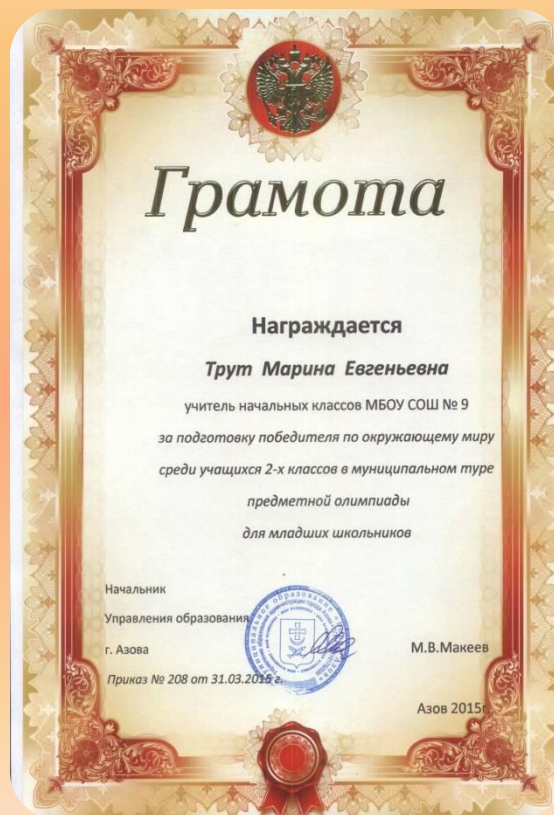 Грамота
Награждается
Трут Марина Евгеньевна
учитель начальных классов МБОУ СОШ № 9
за подготовку победителя по окружающему миру
среди учащихся 2-х классов в муниципальном туре
предметной олимпиады
для младших школьников
Начальник
Управления образования
г. Азова
М.В.Макеев
Приказ № 208 от 31.03.2015 г.
Азов 2015г